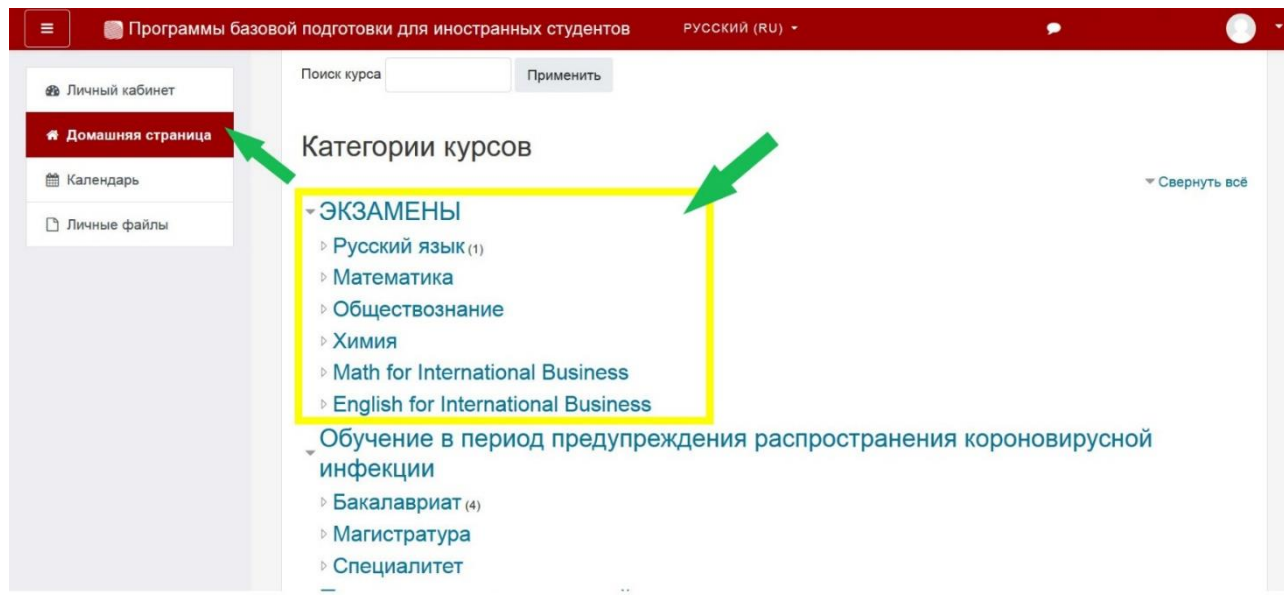 Программы базовой подготовки для иностранных студентов
РУССКИЙ (RU)
Личный кабинет
Домашняя страница
Календарь
Личные файлы
Поиск курса
Применить
Категории курсов
Свернуть всё
ЭКЗАМЕНЫ
Русский язык (1)
Математика
Обществознание
Химия
Math for International Business
English for International Business
Обучение в период предупреждения распространения короновирусной
инфекции
Бакалавриат (4)
Магистратура
Специалитет